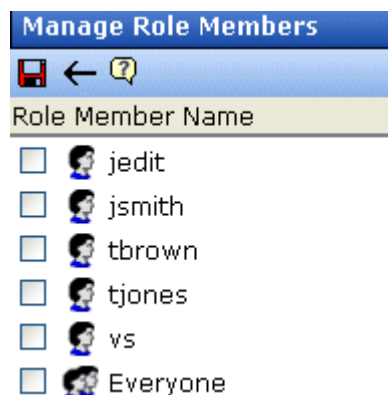 Manage Role Members
?
Role Member Name
jedit
jsmith
tbrown
tjones
vs
Everyone